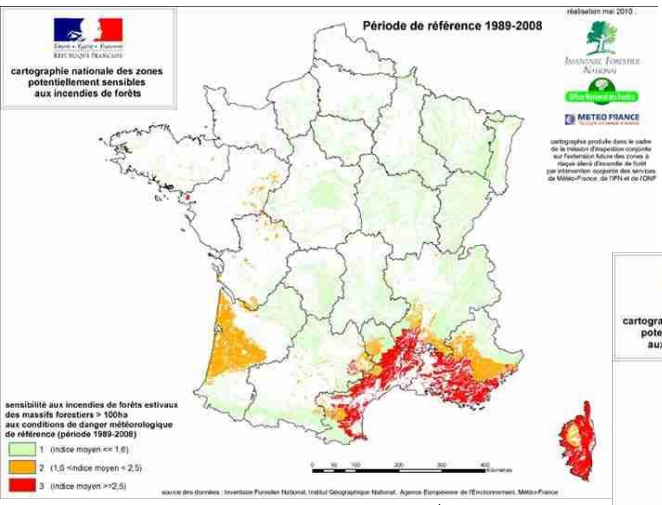 Liberté • Égalité • Fraternité
RÉPUBLIQUE FRANÇAISE
cartographie nationale des zones
potentiellement sensibles
aux incendies de forêts
Période de référence 1989-2008
réalisation mai 2010 :
INVENTAIRE FORESTIER
NATIONAL
Office National des Forêts
METEO FRANCE
cartographie produite dans le cadre
de la mission d'inspection conjointe
sur l'extension future des zones à
risque élevé d'incendie de forêt
par intervention conjointe des services
de Météo-France, de l'IFN et de l'ONF
cartogra
pote
aux
sensibilité aux incendies de forêts estivaux
des massifs forestiers > 100ha
aux conditions de danger météorologique
de référence (période 1989-2008)
1 (indice moyen <= 1,6)
2 (1,6 <indice moyen < 2,5)
3 (indice moyen >=2,5)
0 50 100 200 300 400
Kilomètres
source des données : Inventaire Forestier National, Institut Géographique National, Agence Européenne de l'Environnement, Météo-France